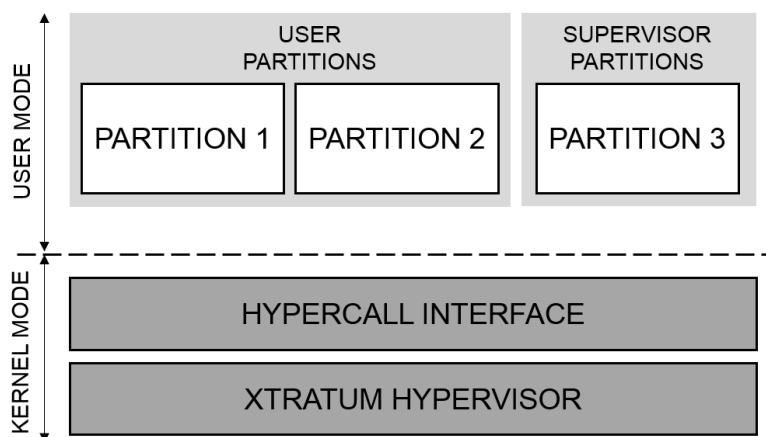 USER MODE
USER
PARTITIONS
SUPERVISOR
PARTITIONS
PARTITION 1
PARTITION 2
PARTITION 3
KERNEL MODE
HYPERCALL INTERFACE
XTRATUM HYPERVISOR